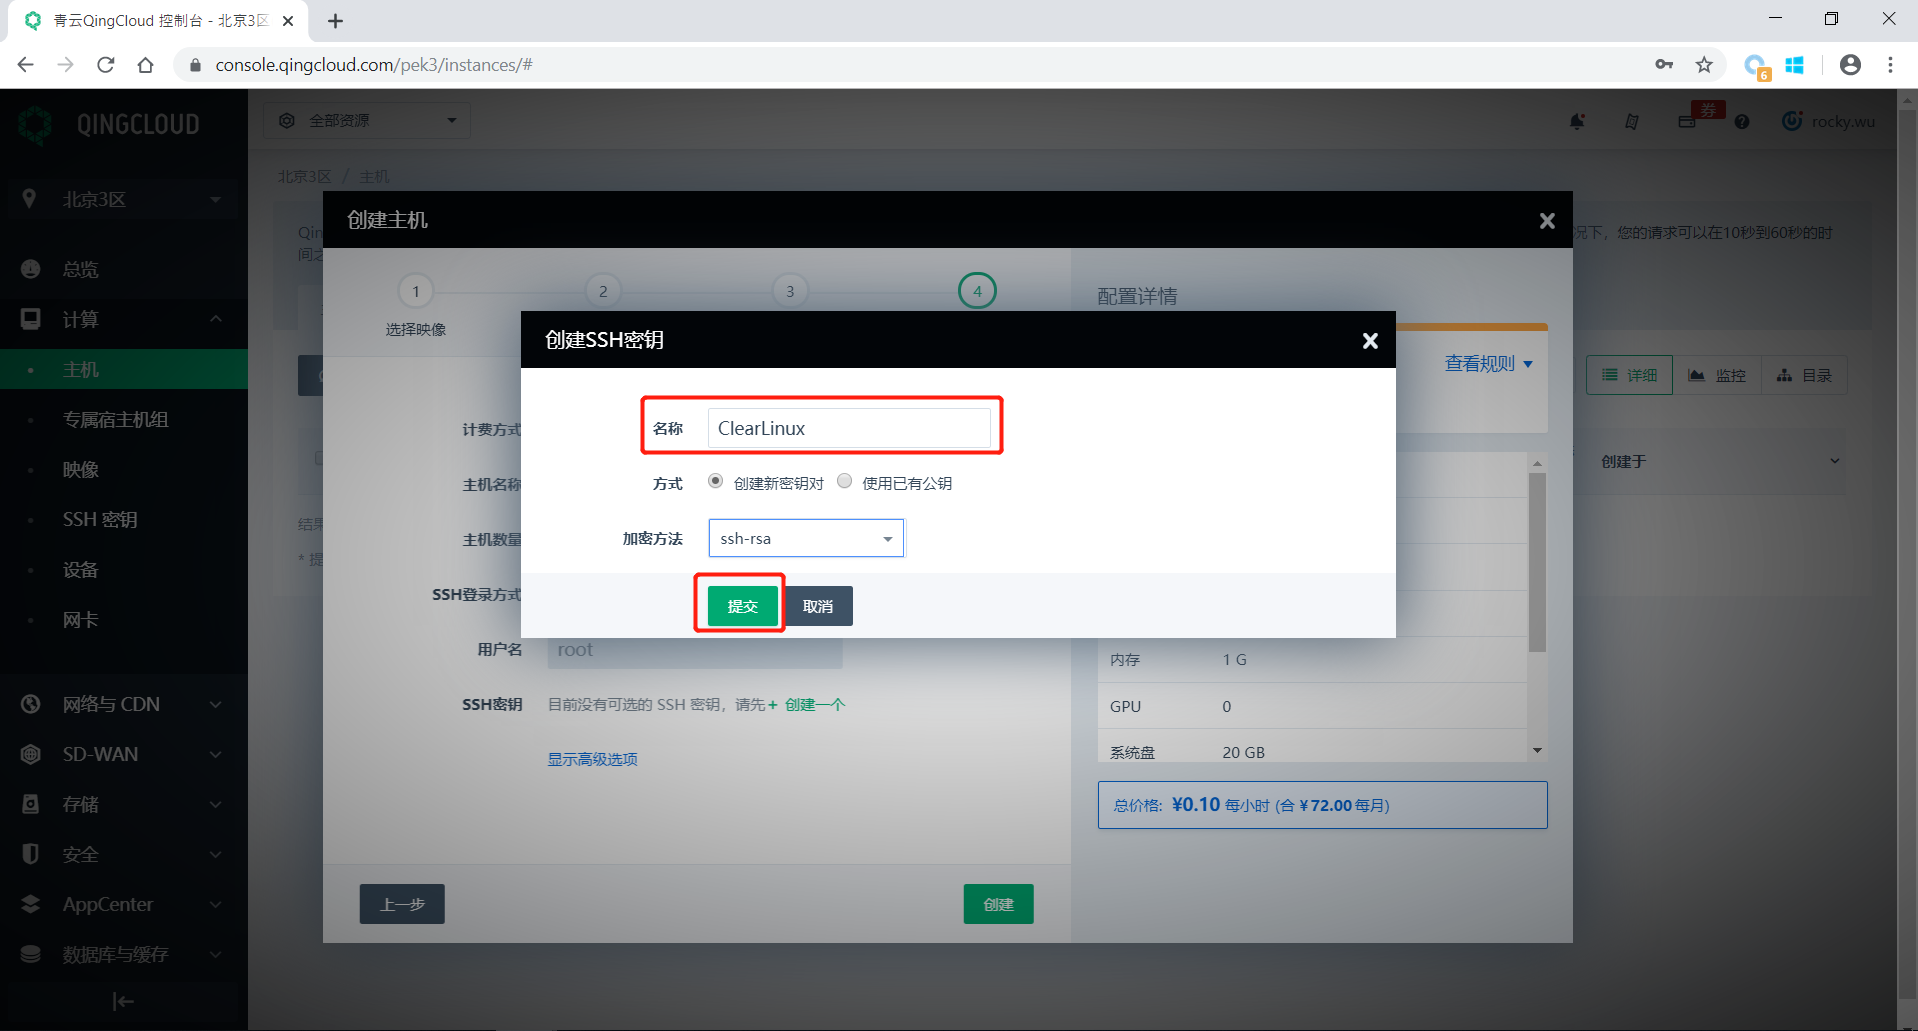 青云QingCloud 控制台 - 北京3区
console.qingcloud.com/pek3/instances/#
6
QINGCLOUD
全部资源
券
rocky.wu
北京3区
北京3区 / 主机
总览
计算
主机
专属宿主机组
映像
SSH 密钥
设备
网卡
网络与 CDN
SD-WAN
存储
安全
AppCenter
数据库与缓存
Qin
间之
况下，您的请求可以在10秒到60秒的时
详细
监控
目录
创建于
结果
* 提
创建主机
1
2
3
4
选择映像
计费方式
主机名称
主机数量
SSH登录方式
用户名
root
SSH密钥
目前没有可选的 SSH 密钥，请先+ 创建一个
显示高级选项
上一步
创建
配置详情
查看规则
内存 1 G
GPU 0
系统盘 20 GB
总价格: ¥0.10 每小时 (合 ¥72.00 每月)
创建SSH密钥
名称 ClearLinux
方式 创建新密钥对 使用已有公钥
加密方法 ssh-rsa
提交
取消